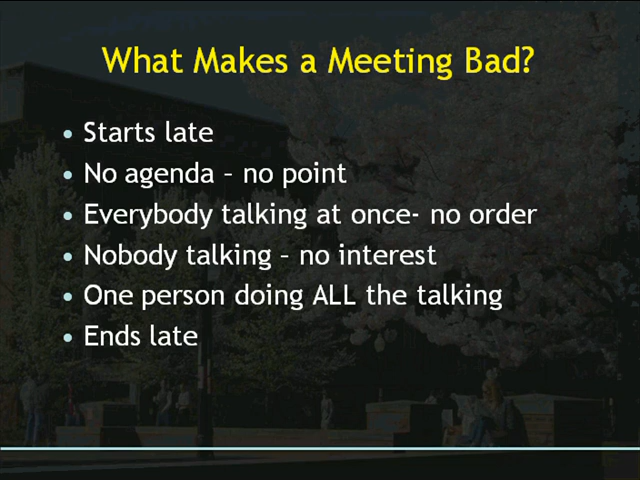 What Makes a Meeting Bad?
• Starts late
• No agenda – no point
• Everybody talking at once- no order
• Nobody talking – no interest
• One person doing ALL the talking
• Ends late